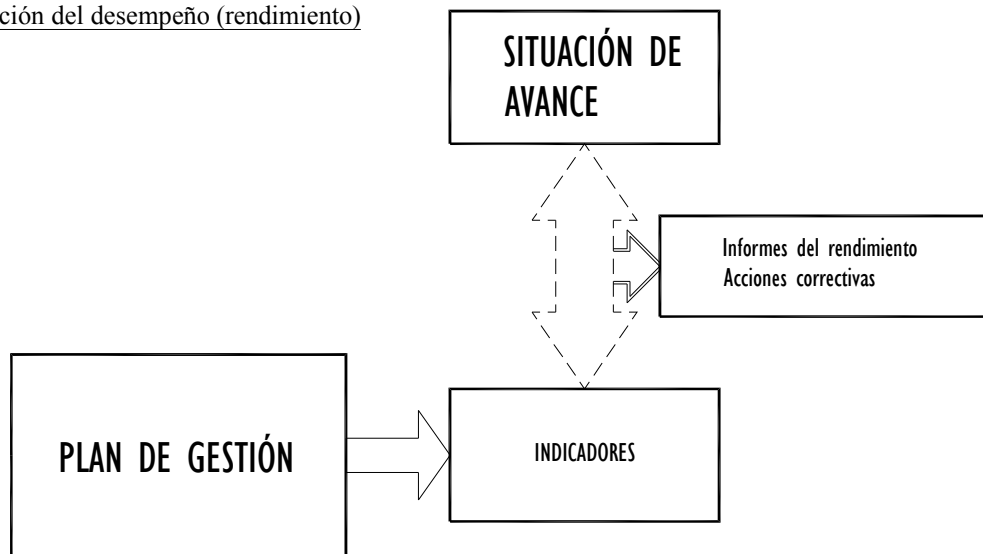 ción del desempeño (rendimiento)
SITUACIÓN DE
AVANCE
Informes del rendimiento
Acciones correctivas
PLAN DE GESTIÓN
INDICADORES